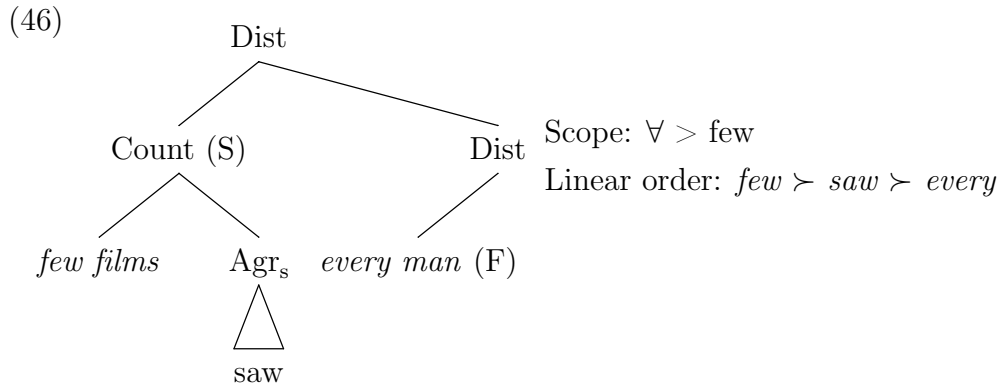 (46)
Dist
Count (S) Dist Scope: ∀ > few
Linear order: few ≻ saw ≻ every
few films Agrₛ every man (F)
saw